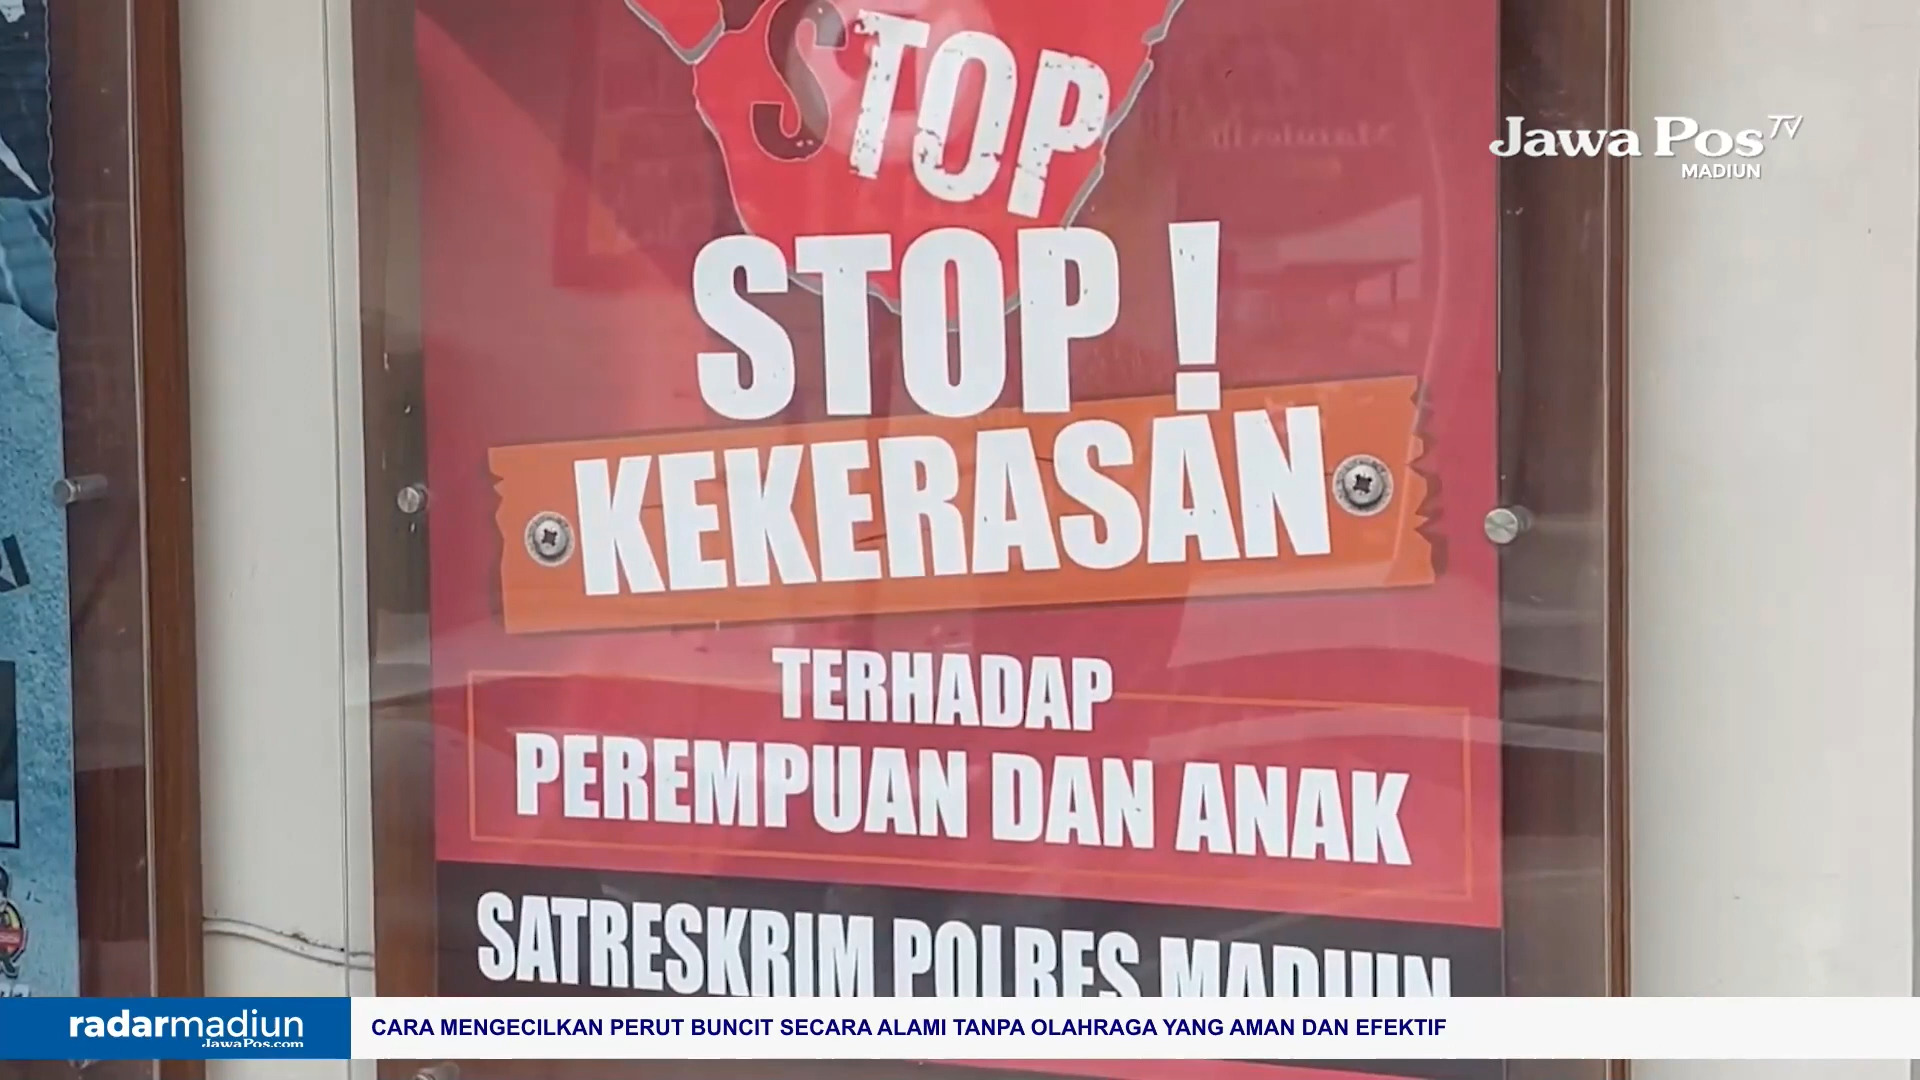 STOP
STOP !
KEKERASAN
TERHADAP
PEREMPUAN DAN ANAK
SATRESKRIM POLRES MADIUN
Jawa Pos TV
MADIUN
radarmadiun
JawaPos.com
CARA MENGECILKAN PERUT BUNCIT SECARA ALAMI TANPA OLAHRAGA YANG AMAN DAN EFEKTIF